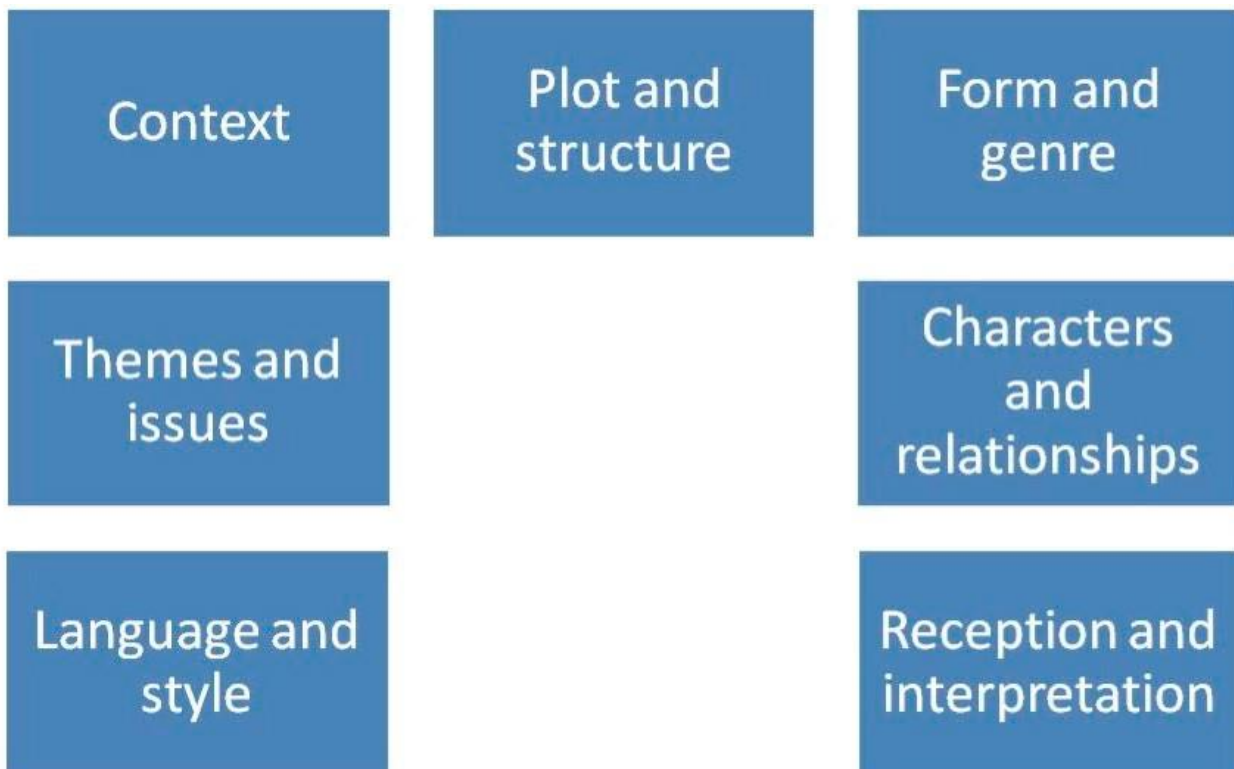 Context
Plot and
structure
Form and
genre
Themes and
issues
Characters
and
relationships
Language and
style
Reception and
interpretation